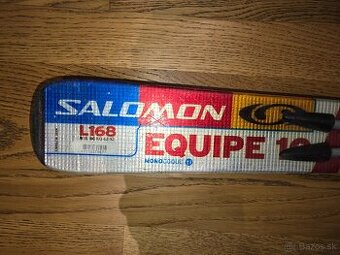 SALOMON
L168
EQUIPE 10
MONOCOQUE
© Bazos.sk